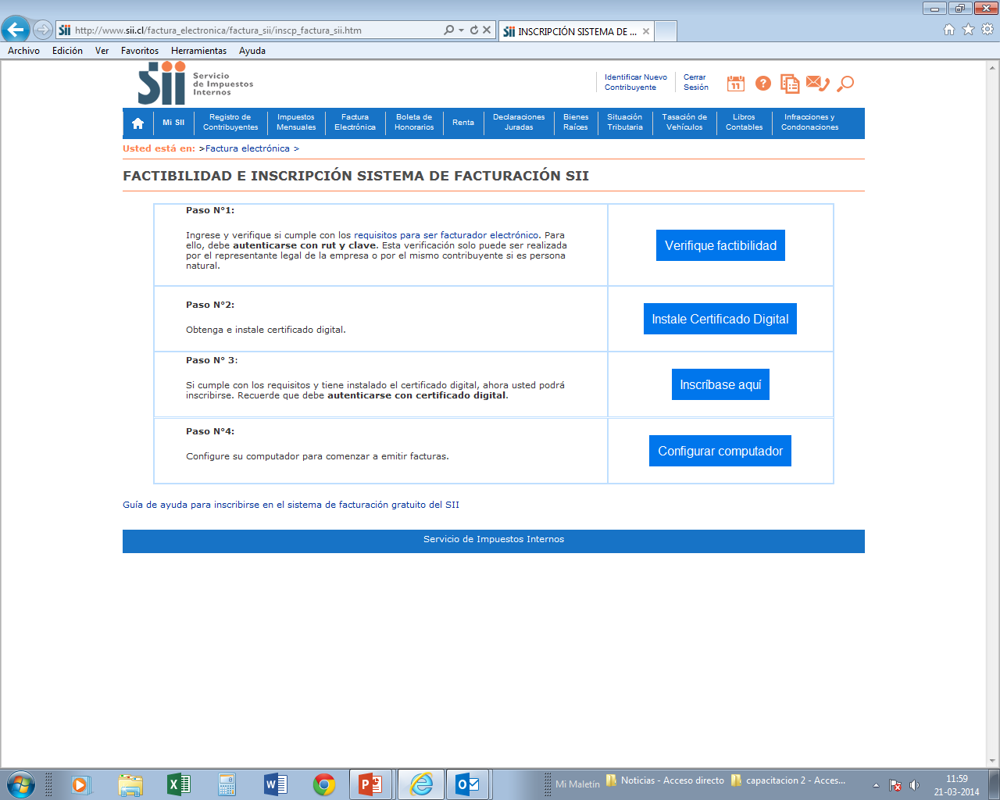 http://www.sii.cl/factura_electronica/factura_sii/inscp_factura_sii.htm
INSCRIPCIÓN SISTEMA DE ...
Archivo Edición Ver Favoritos Herramientas Ayuda
sii Servicio
de Impuestos
Internos
Identificar Nuevo
Contribuyente
Cerrar
Sesión
11
Mi SII
Registro de
Contribuyentes
Impuestos
Mensuales
Factura
Electrónica
Boleta de
Honorarios
Renta
Declaraciones
Juradas
Bienes
Raíces
Situación
Tributaria
Tasación de
Vehículos
Libros
Contables
Infracciones y
Condonaciones
Usted está en: >Factura electrónica >
FACTIBILIDAD E INSCRIPCIÓN SISTEMA DE FACTURACIÓN SII
Paso N°1:
Ingrese y verifique si cumple con los requisitos para ser facturador electrónico. Para
ello, debe autenticarse con rut y clave. Esta verificación solo puede ser realizada
por el representante legal de la empresa o por el mismo contribuyente si es persona
natural.
Verifique factibilidad
Paso N°2:
Obtenga e instale certificado digital.
Instale Certificado Digital
Paso N° 3:
Si cumple con los requisitos y tiene instalado el certificado digital, ahora usted podrá
inscribirse. Recuerde que debe autenticarse con certificado digital.
Inscríbase aquí
Paso N°4:
Configure su computador para comenzar a emitir facturas.
Configurar computador
Guía de ayuda para inscribirse en el sistema de facturación gratuito del SII
Servicio de Impuestos Internos
Mi Maletín
Noticias - Acceso directo
capacitacion 2 - Acces...
11:59
21-03-2014